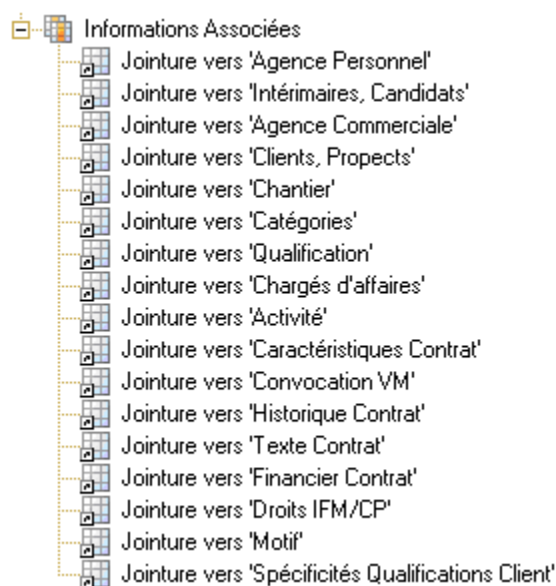 Informations Associées
Jointure vers 'Agence Personnel'
Jointure vers 'Intérimaires, Candidats'
Jointure vers 'Agence Commerciale'
Jointure vers 'Clients, Propects'
Jointure vers 'Chantier'
Jointure vers 'Catégories'
Jointure vers 'Qualification'
Jointure vers 'Chargés d'affaires'
Jointure vers 'Activité'
Jointure vers 'Caractéristiques Contrat'
Jointure vers 'Convocation VM'
Jointure vers 'Historique Contrat'
Jointure vers 'Texte Contrat'
Jointure vers 'Financier Contrat'
Jointure vers 'Droits IFM/CP'
Jointure vers 'Motif'
Jointure vers 'Spécificités Qualifications Client'